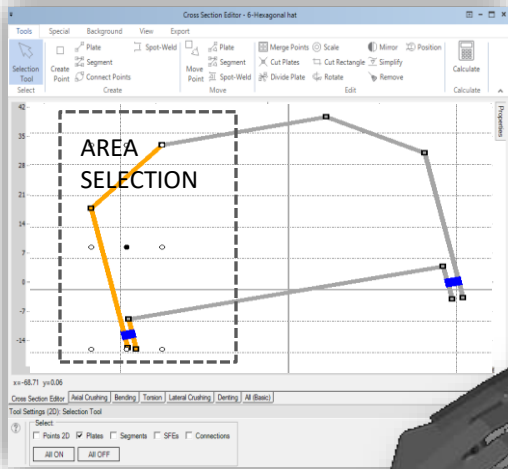 Cross Section Editor - 6-Hexagonal hat
Tools Special Background View Export
Selection Tool
Create Point
Plate
Segment
Connect Points
Spot-Weld
Move Point
Plate
Segment
Spot-Weld
Merge Points
Cut Plates
Divide Plate
Scale
Cut Rectangle
Rotate
Mirror
Simplify
Remove
Position
Calculate
Select Create Move Edit Calculate
Properties
42
35
28
21
14
7
0
-7
-14
AREA
SELECTION
x=-68.71 y=0.06
Cross Section Editor Axial Crushing Bending Torsion Lateral Crushing Denting All (Basic)
Tool Settings (2D): Selection Tool
Select:
Points 2D Plates Segments SFEs Connections
All ON All OFF